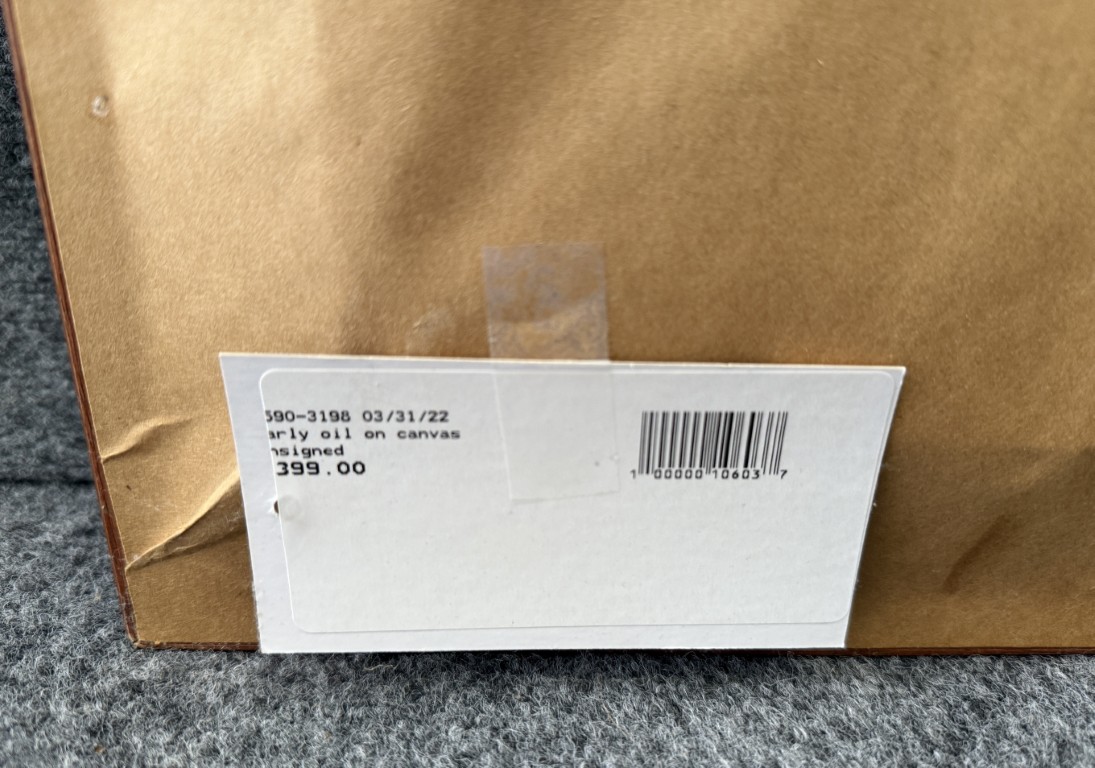 590-3198 03/31/22
arly oil on canvas
nsigned
399.00
1 00000 10603 7